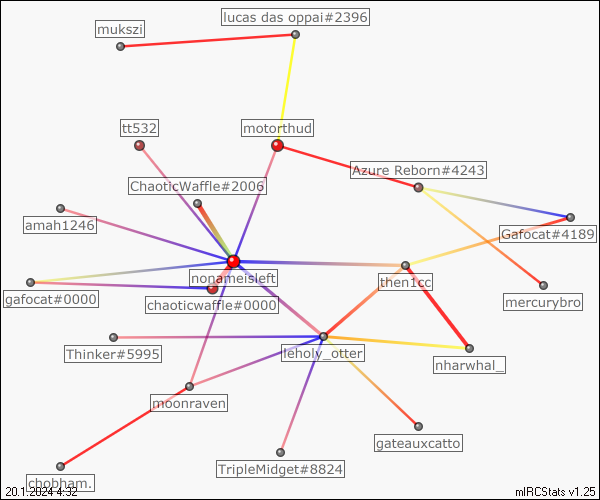 lucas das oppai#2396
mukszi
tt532
motorthud
Azure Reborn#4243
ChaoticWaffle#2006
amah1246
Gafocat#4189
nonameisleft
then1cc
gafocat#0000
chaoticwaffle#0000
mercurybro
Thinker#5995
leholy_otter
nharwhal_
moonraven
gateauxcatto
TripleMidget#8824
chobham.
20.1.2024 4:32
mIRCStats v1.25